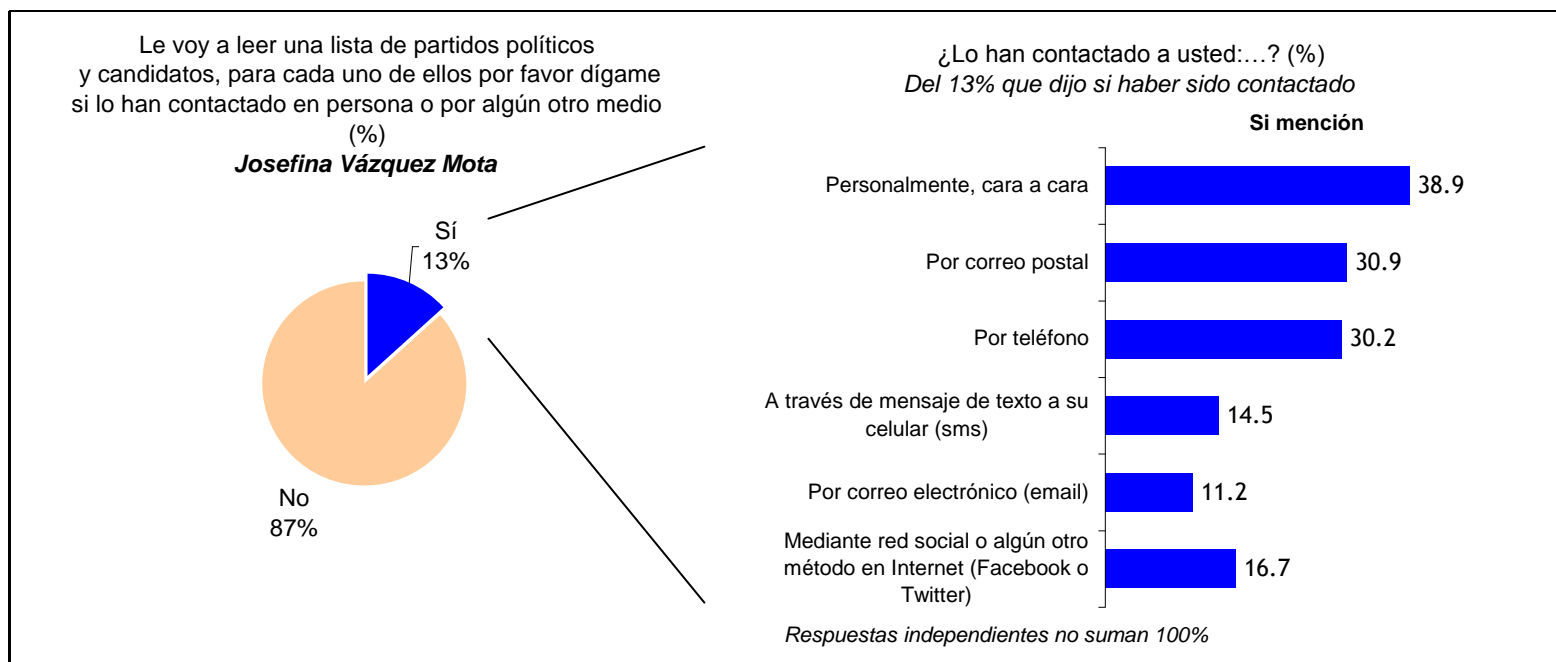 Le voy a leer una lista de partidos políticos
y candidatos, para cada uno de ellos por favor dígame
si lo han contactado en persona o por algún otro medio
(%)
Josefina Vázquez Mota
Sí
13%
No
87%
¿Lo han contactado a usted:…? (%)
Del 13% que dijo si haber sido contactado
Si mención
Personalmente, cara a cara
38.9
Por correo postal
30.9
Por teléfono
30.2
A través de mensaje de texto a su
celular (sms)
14.5
Por correo electrónico (email)
11.2
Mediante red social o algún otro
método en Internet (Facebook o
Twitter)
16.7
Respuestas independientes no suman 100%